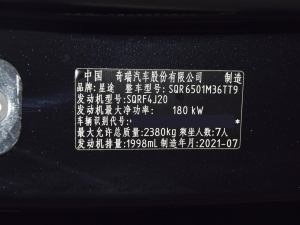 中国 奇瑞汽车股份有限公司 制造
品牌:星途 整车型号:SQR6501M36TT9
发动机型号:SQRF4J20
发动机最大净功率: 180 kW
车辆识别代号:
* *
最大允许总质量:2380kg 乘坐人数:7人
发动机排量:1998mL 制造年月:2021-07